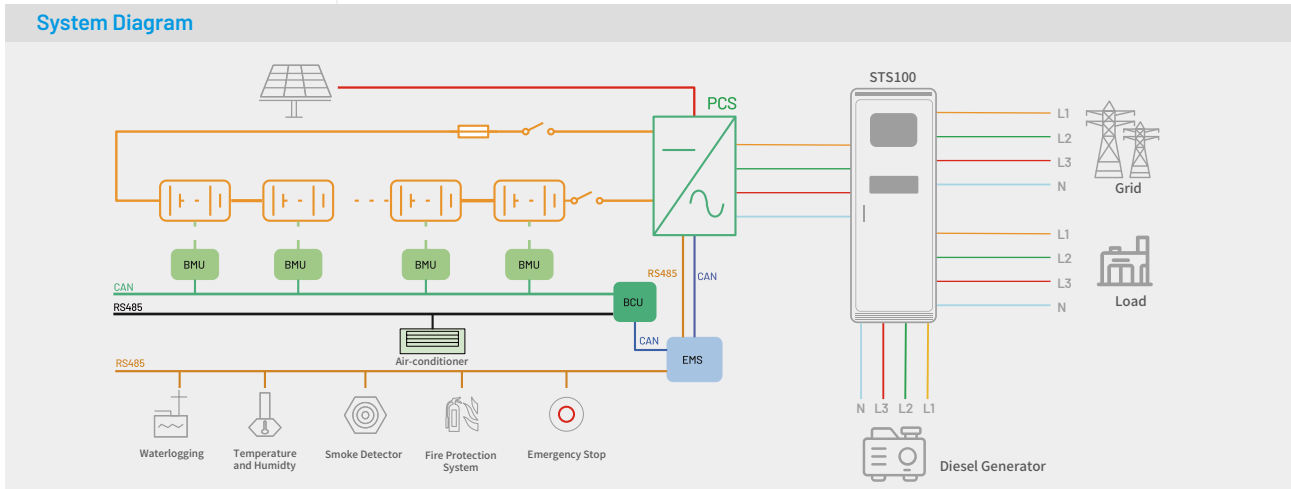 System Diagram
STS100
PCS
L1
L2
L3
N
Grid
BMU
BMU
BMU
BMU
RS485
CAN
L1
L2
L3
N
Load
CAN
RS485
BCU
CAN
EMS
Air-conditioner
RS485
N L3 L2 L1
Waterlogging
Temperature
and Humidty
Smoke Detector
Fire Protection
System
Emergency Stop
Diesel Generator